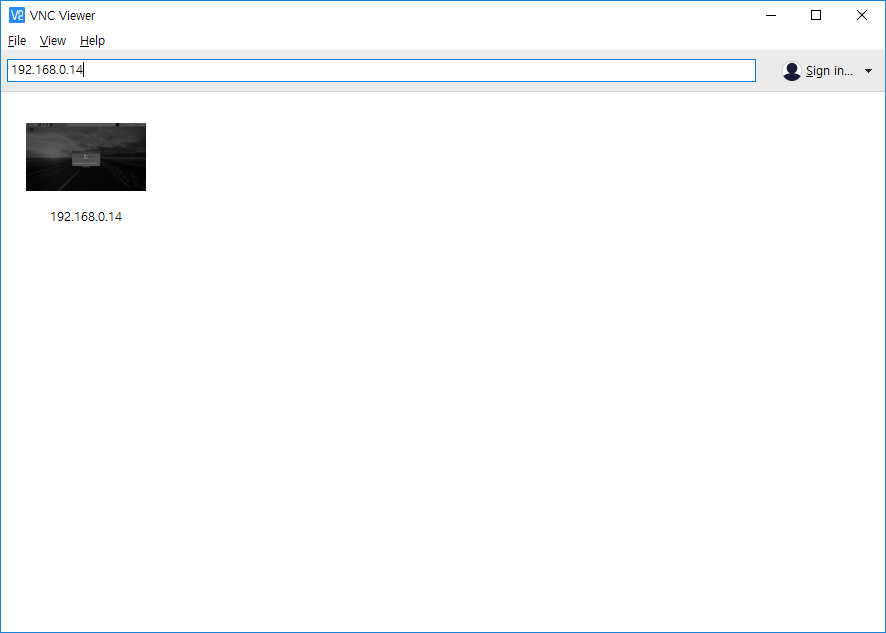 VNC Viewer
File View Help
192.168.0.14
Sign in...
192.168.0.14